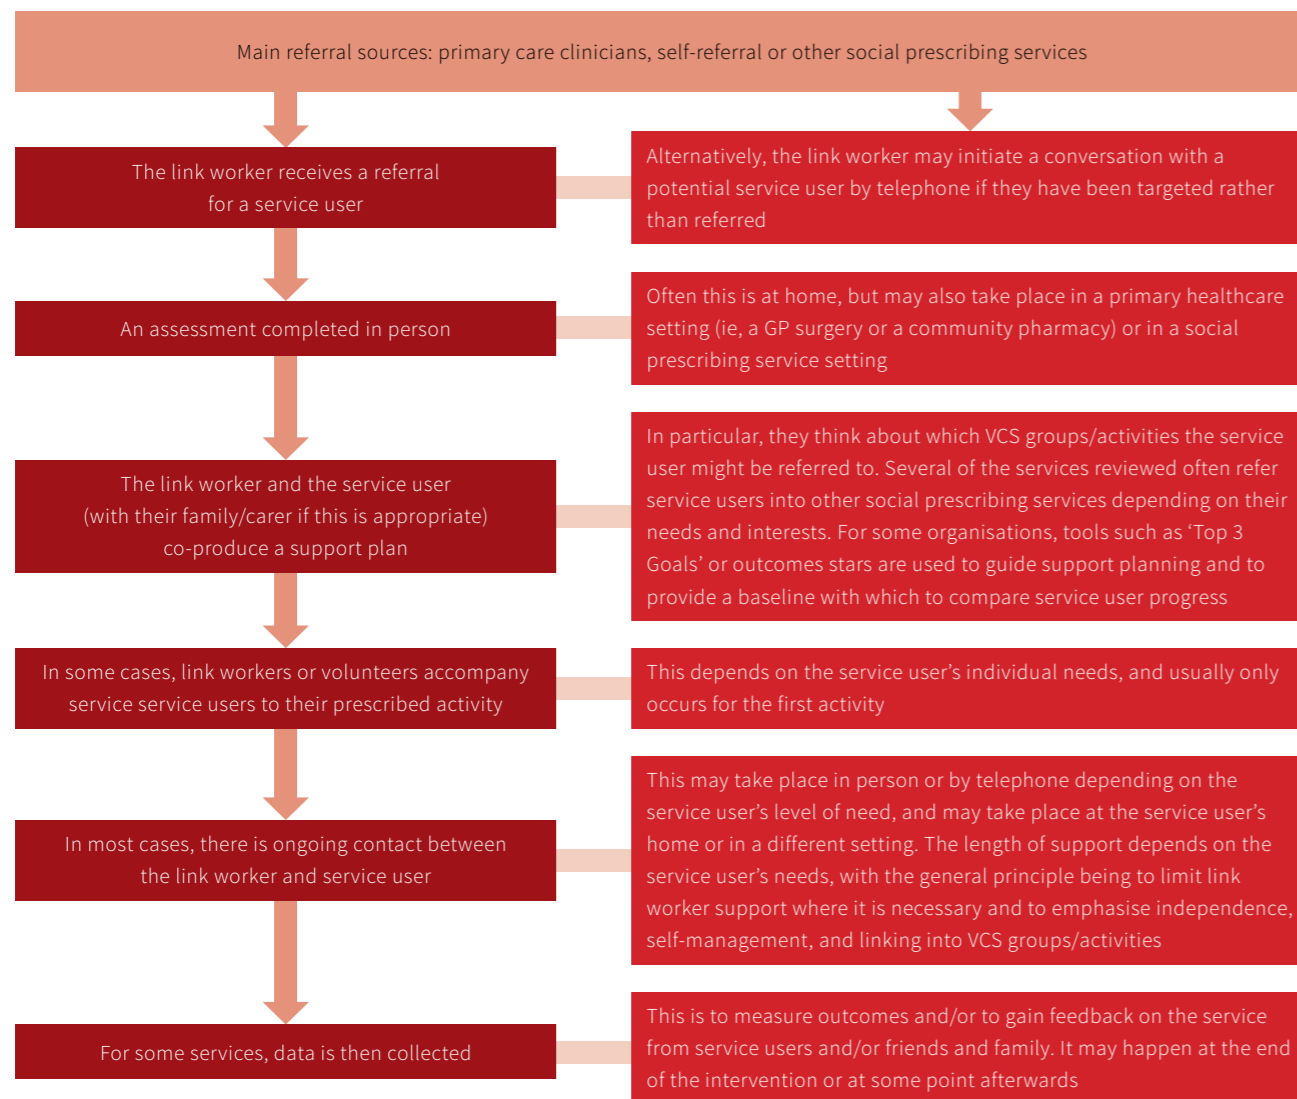 Main referral sources: primary care clinicians, self-referral or other social prescribing services
The link worker receives a referral
for a service user
Alternatively, the link worker may initiate a conversation with a
potential service user by telephone if they have been targeted rather
than referred
An assessment completed in person
Often this is at home, but may also take place in a primary healthcare
setting (ie, a GP surgery or a community pharmacy) or in a social
prescribing service setting
The link worker and the service user
(with their family/carer if this is appropriate)
co-produce a support plan
In particular, they think about which VCS groups/activities the service
user might be referred to. Several of the services reviewed often refer
service users into other social prescribing services depending on their
needs and interests. For some organisations, tools such as ‘Top 3
Goals’ or outcomes stars are used to guide support planning and to
provide a baseline with which to compare service user progress
In some cases, link workers or volunteers accompany
service service users to their prescribed activity
This depends on the service user’s individual needs, and usually only
occurs for the first activity
In most cases, there is ongoing contact between
the link worker and service user
This may take place in person or by telephone depending on the
service user’s level of need, and may take place at the service user’s
home or in a different setting. The length of support depends on the
service user’s needs, with the general principle being to limit link
worker support where it is necessary and to emphasise independence,
self-management, and linking into VCS groups/activities
For some services, data is then collected
This is to measure outcomes and/or to gain feedback on the service
from service users and/or friends and family. It may happen at the end
of the intervention or at some point afterwards